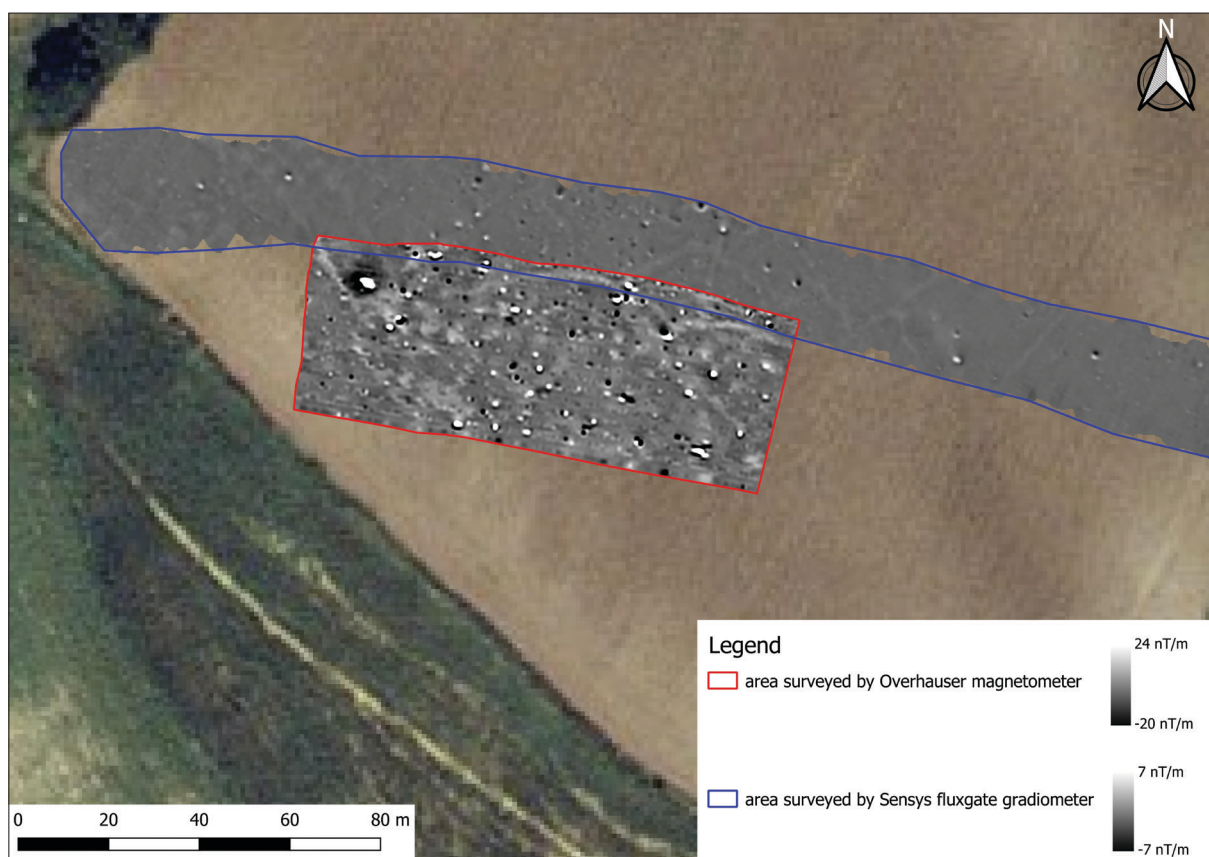 N
Legend
area surveyed by Overhauser magnetometer
24 nT/m
-20 nT/m
area surveyed by Sensys fluxgate gradiometer
7 nT/m
-7 nT/m
0 20 40 60 80 m